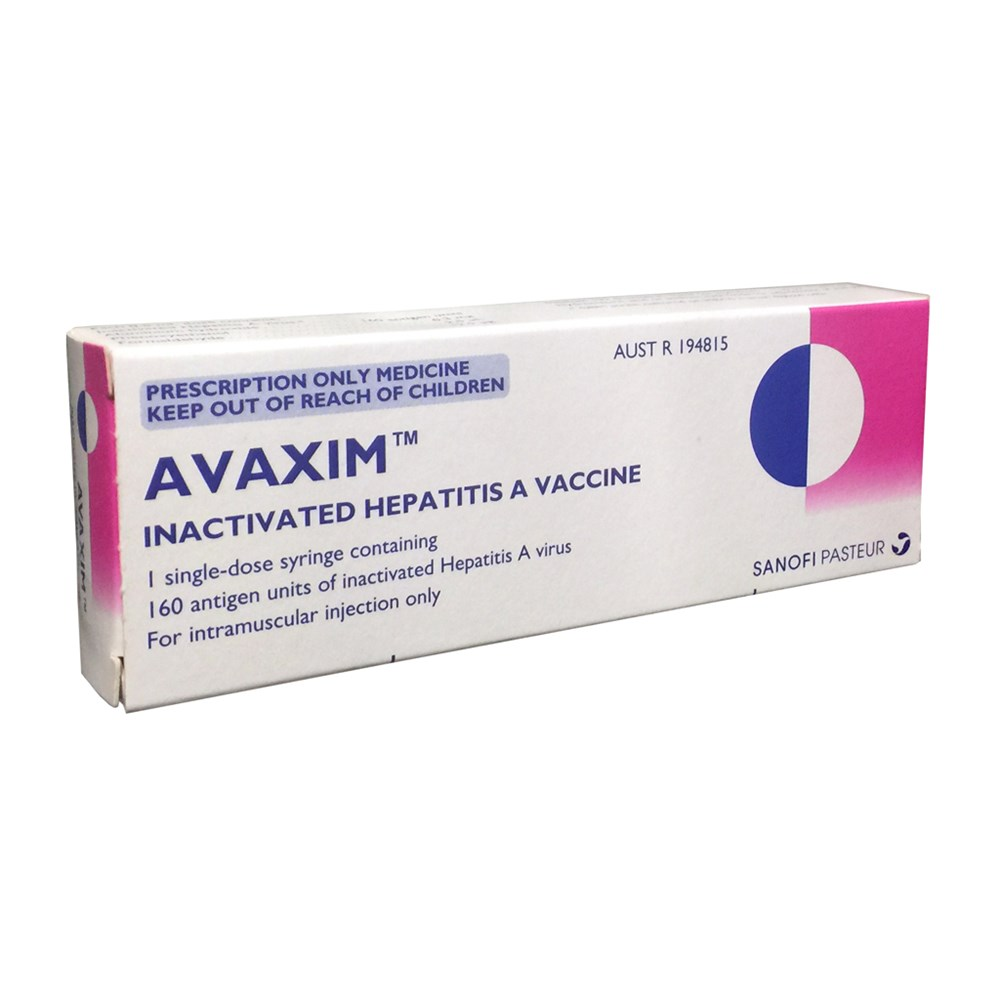 PRESCRIPTION ONLY MEDICINE
KEEP OUT OF REACH OF CHILDREN
AUST R 194815
AVAXIM™
INACTIVATED HEPATITIS A VACCINE
1 single-dose syringe containing
160 antigen units of inactivated Hepatitis A virus
For intramuscular injection only
SANOFI PASTEUR
AVAXIM™